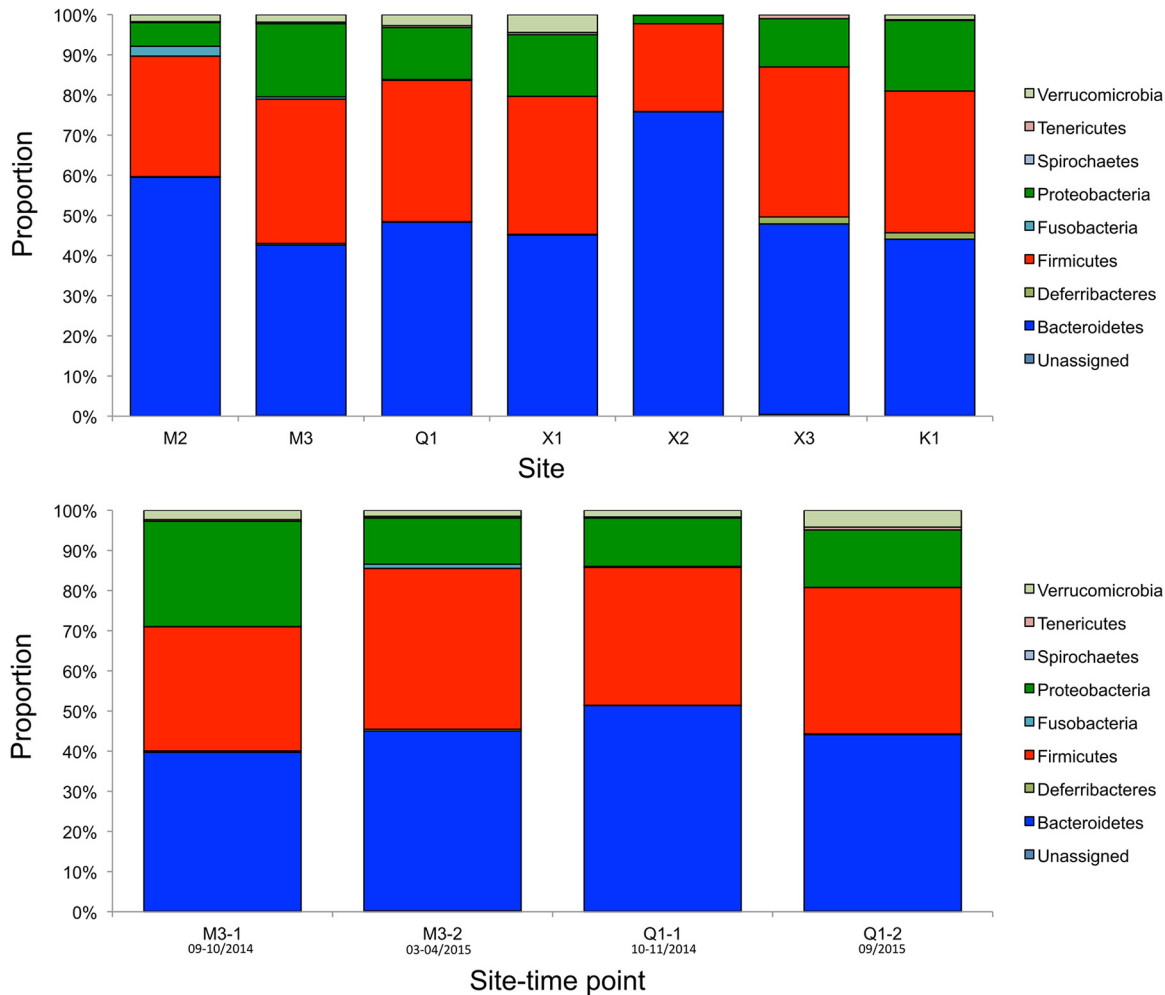 100%
90%
80%
70%
60%
50%
40%
30%
20%
10%
0%
Proportion
M2 M3 Q1 X1 X2 X3 K1
Site
Verrucomicrobia
Tenericutes
Spirochaetes
Proteobacteria
Fusobacteria
Firmicutes
Deferribacteres
Bacteroidetes
Unassigned
100%
90%
80%
70%
60%
50%
40%
30%
20%
10%
0%
Proportion
M3-1 M3-2 Q1-1 Q1-2
09-10/2014 03-04/2015 10-11/2014 09/2015
Site-time point
Verrucomicrobia
Tenericutes
Spirochaetes
Proteobacteria
Fusobacteria
Firmicutes
Deferribacteres
Bacteroidetes
Unassigned